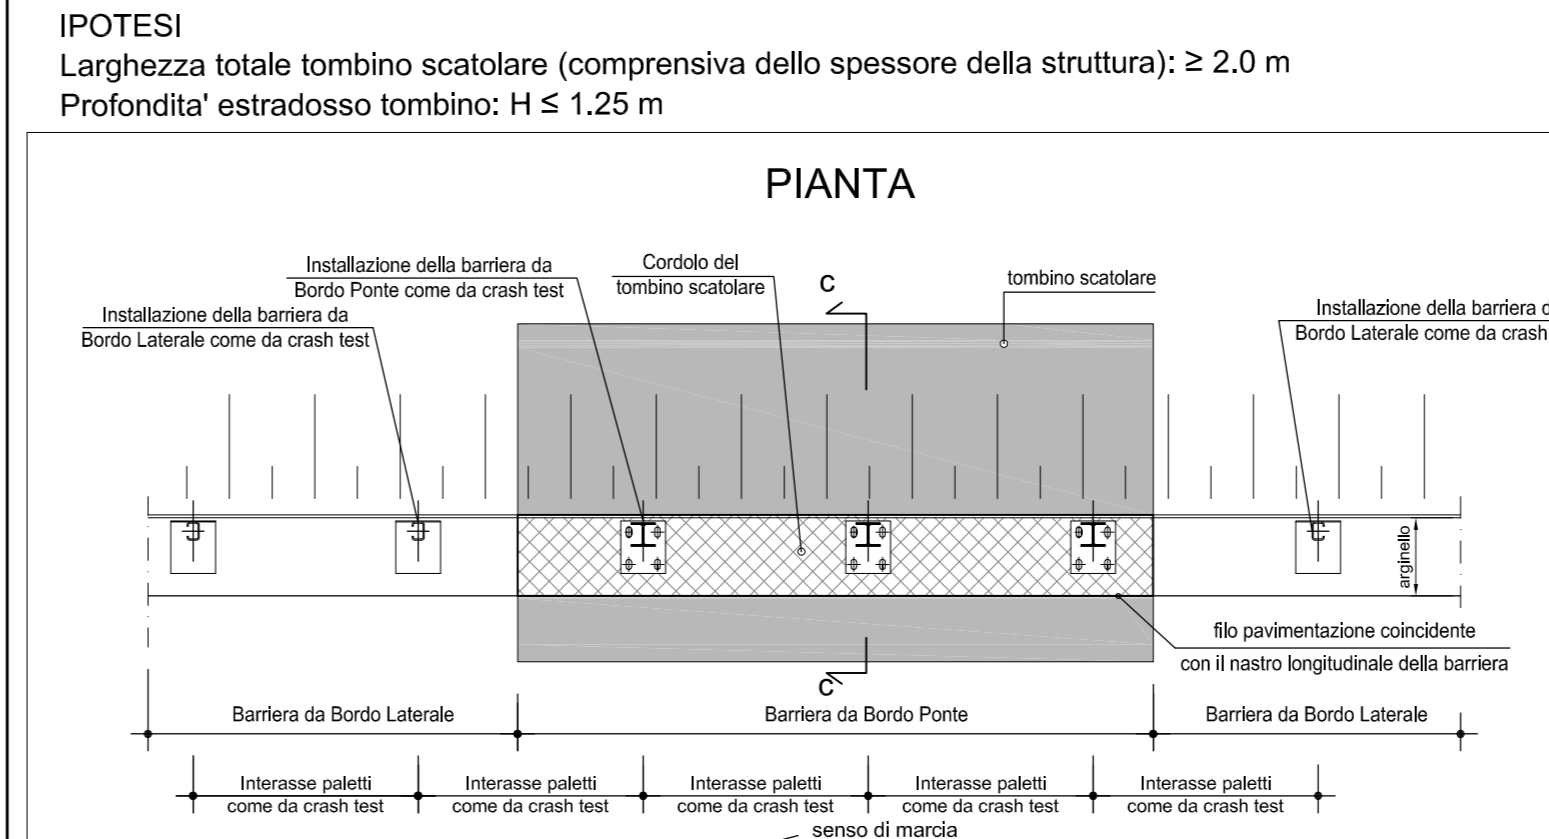 IPOTESI
Larghezza totale tombino scatolare (comprensiva dello spessore della struttura): ≥ 2.0 m
Profondita' estradosso tombino: H ≤ 1.25 m
PIANTA
Installazione della barriera da
Bordo Ponte come da crash test
Cordolo del
tombino scatolare
C
tombino scatolare
Installazione della barriera da
Bordo Laterale come da crash test
Installazione della barriera d
Bordo Laterale come da crash
arginello
filo pavimentazione coincidente
con il nastro longitudinale della barriera
C
Barriera da Bordo Laterale
Barriera da Bordo Ponte
Barriera da Bordo Laterale
Interasse paletti
come da crash test
Interasse paletti
come da crash test
Interasse paletti
come da crash test
Interasse paletti
come da crash test
Interasse paletti
come da crash test
senso di marcia